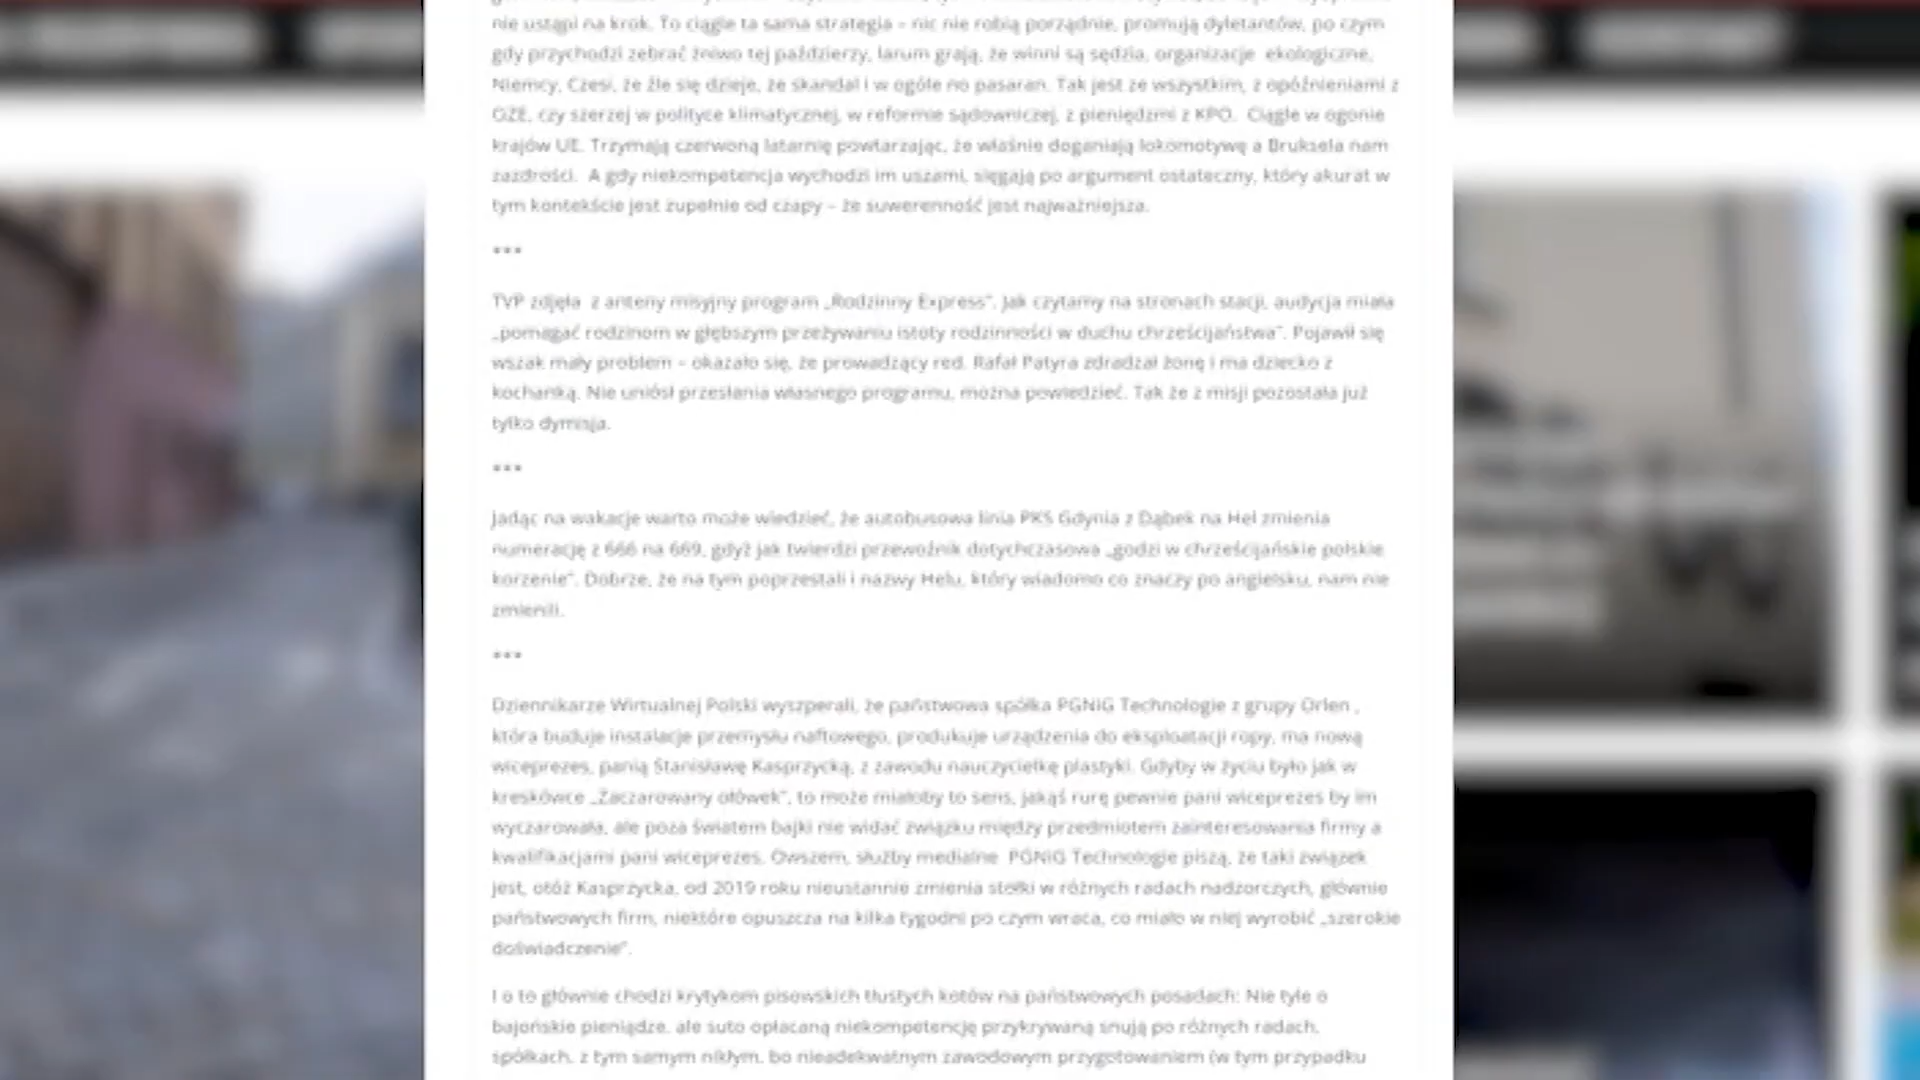 nie ustąpi na krok. To ciągle ta sama strategia – nic nie robią porządnie, promują dyletantów, po czym
gdy przychodzi zebrać żniwo tej paździerzy, larum grają, że winni są sędzia, organizacje ekologiczne,
Niemcy, Czesi, że źle się dzieje, że skandal i w ogóle no pasaran. Tak jest ze wszystkim, z opóźnieniami z
OZE, czy szerzej w polityce klimatycznej, w reformie sądowniczej, z pieniędzmi z KPO. Ciągle w ogonie
krajów UE. Trzymają czerwoną latarnię powtarzając, że właśnie doganiają lokomotywę a Bruksela nam
zazdrości. A gdy niekompetencja wychodzi im uszami, sięgają po argument ostateczny, który akurat w
tym kontekście jest zupełnie od czapy – że suwerenność jest najważniejsza.
***
TVP zdjęła z anteny misyjny program „Rodzinny Express”. Jak czytamy na stronach stacji, audycja miała
„pomagać rodzinom w głębszym przeżywaniu istoty rodzinności w duchu chrześcijaństwa”. Pojawił się
wszak mały problem – okazało się, że prowadzący red. Rafał Patyra zdradzał żonę i ma dziecko z
kochanką. Nie uniósł przesłania własnego programu, można powiedzieć. Tak że z misji pozostała już
tylko dymisja.
***
Jadąc na wakacje warto może wiedzieć, że autobusowa linia PKS Gdynia z Dąbek na Hel zmienia
numerację z 666 na 669, gdyż jak twierdzi przewoźnik dotychczasowa „godzi w chrześcijańskie polskie
korzenie”. Dobrze, że na tym poprzestali i nazwy Helu, który wiadomo co znaczy po angielsku, nam nie
zmienili.
***
Dziennikarze Wirtualnej Polski wyszperali, że państwowa spółka PGNiG Technologie z grupy Orlen ,
która buduje instalacje przemysłu naftowego, produkuje urządzenia do eksploatacji ropy, ma nową
wiceprezes, panią Stanisławę Kasprzycką, z zawodu nauczycielkę plastyki. Gdyby w życiu było jak w
kreskówce „Zaczarowany ołówek”, to może miałoby to sens, jakąś rurę pewnie pani wiceprezes by im
wyczarowała, ale poza światem bajki nie widać związku między przedmiotem zainteresowania firmy a
kwalifikacjami pani wiceprezes. Owszem, służby medialne PGNiG Technologie piszą, że taki związek
jest, otóż Kasprzycka, od 2019 roku nieustannie zmienia stołki w różnych radach nadzorczych, głównie
państwowych firm, niektóre opuszcza na kilka tygodni po czym wraca, co miało w niej wyrobić „szerokie
doświadczenie”.
I o to głównie chodzi krytykom pisowskich tłustych kotów na państwowych posadach: Nie tyle o
bajońskie pieniądze, ale suto opłacaną niekompetencję przykrywaną snują po różnych radach,
spółkach, z tym samym nikłym, bo nieadekwatnym zawodowym przygotowaniem (w tym przypadku